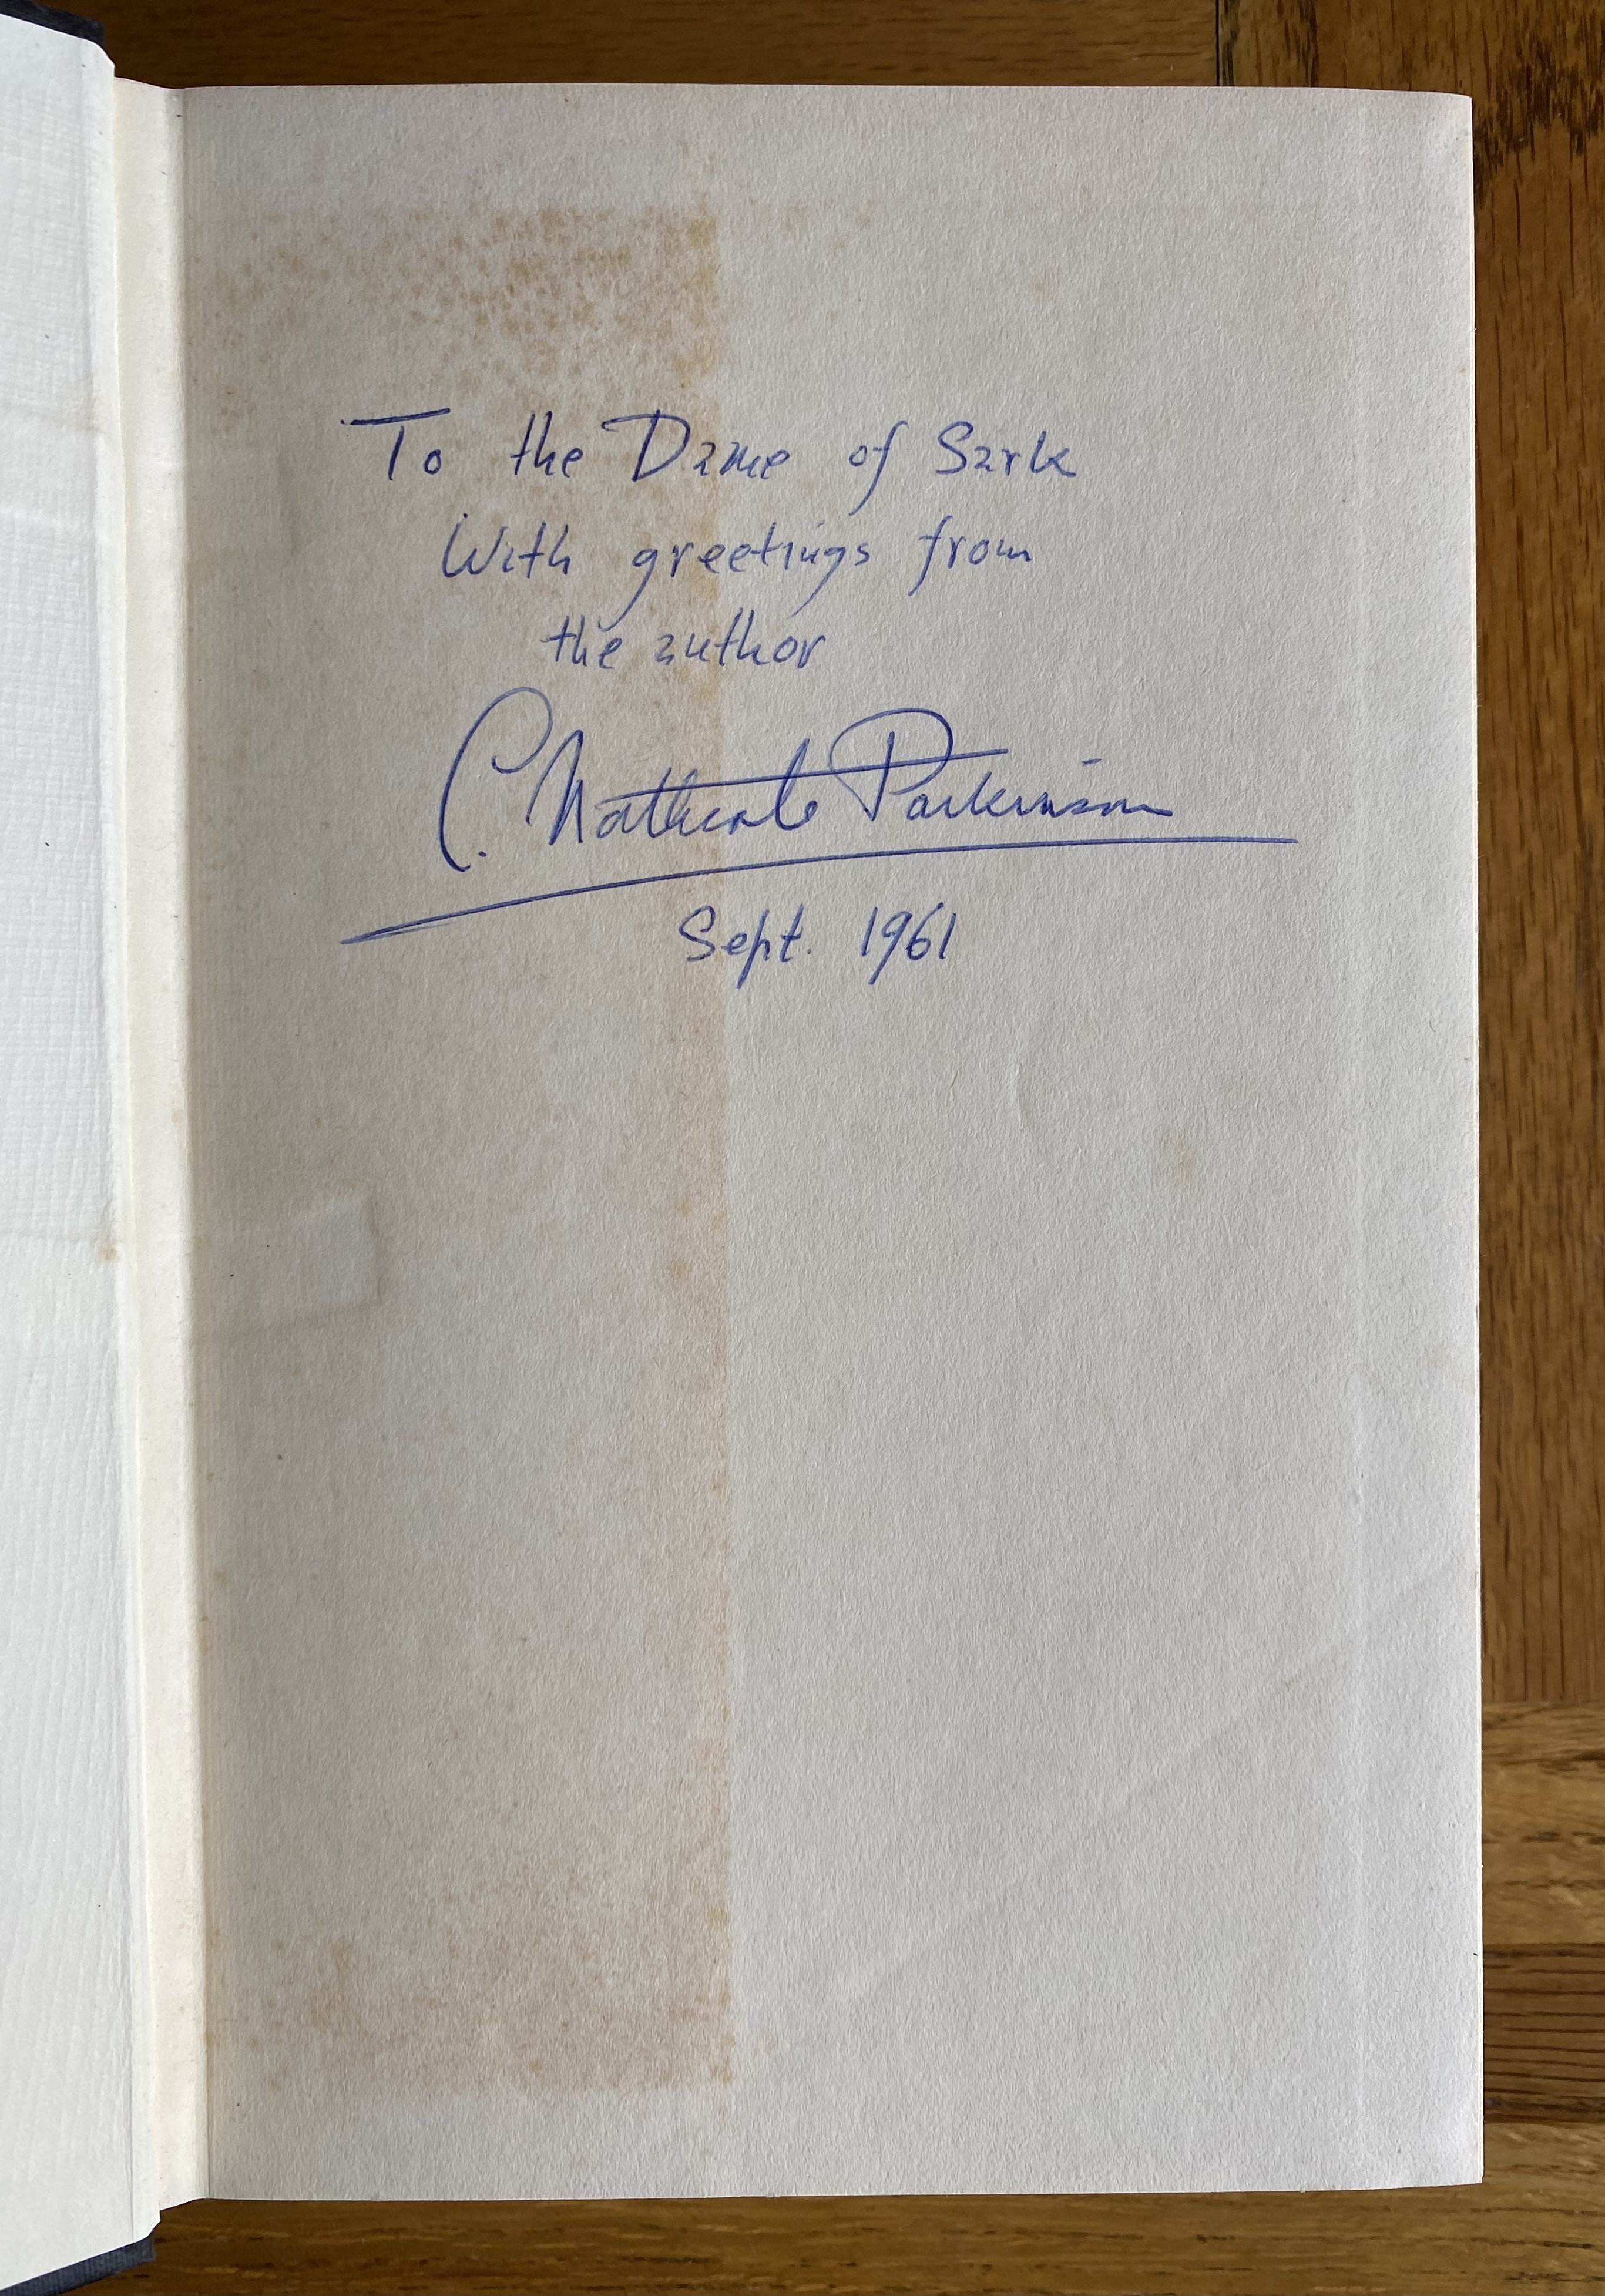 To the Dame of Sark
With greetings from
the author
C. Northcote Parkinson
Sept. 1961